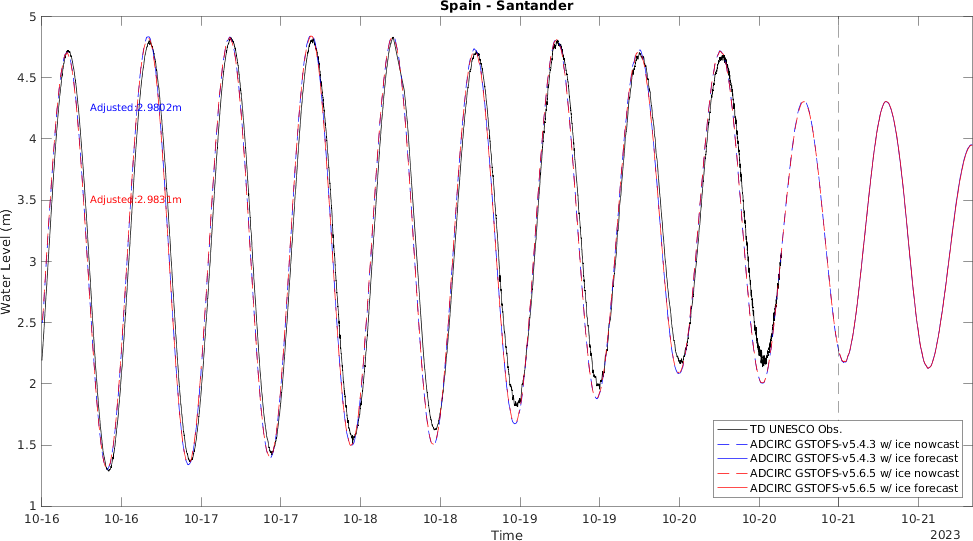 Spain - Santander
5
4.5
4
3.5
3
2.5
2
1.5
1
Water Level (m)
Adjusted:2.9802m
Adjusted:2.9831m
TD UNESCO Obs.
ADCIRC GSTOFS-v5.4.3 w/ ice nowcast
ADCIRC GSTOFS-v5.4.3 w/ ice forecast
ADCIRC GSTOFS-v5.6.5 w/ ice nowcast
ADCIRC GSTOFS-v5.6.5 w/ ice forecast
10-16 10-16 10-17 10-17 10-18 10-18 10-19 10-19 10-20 10-20 10-21 10-21
2023
Time